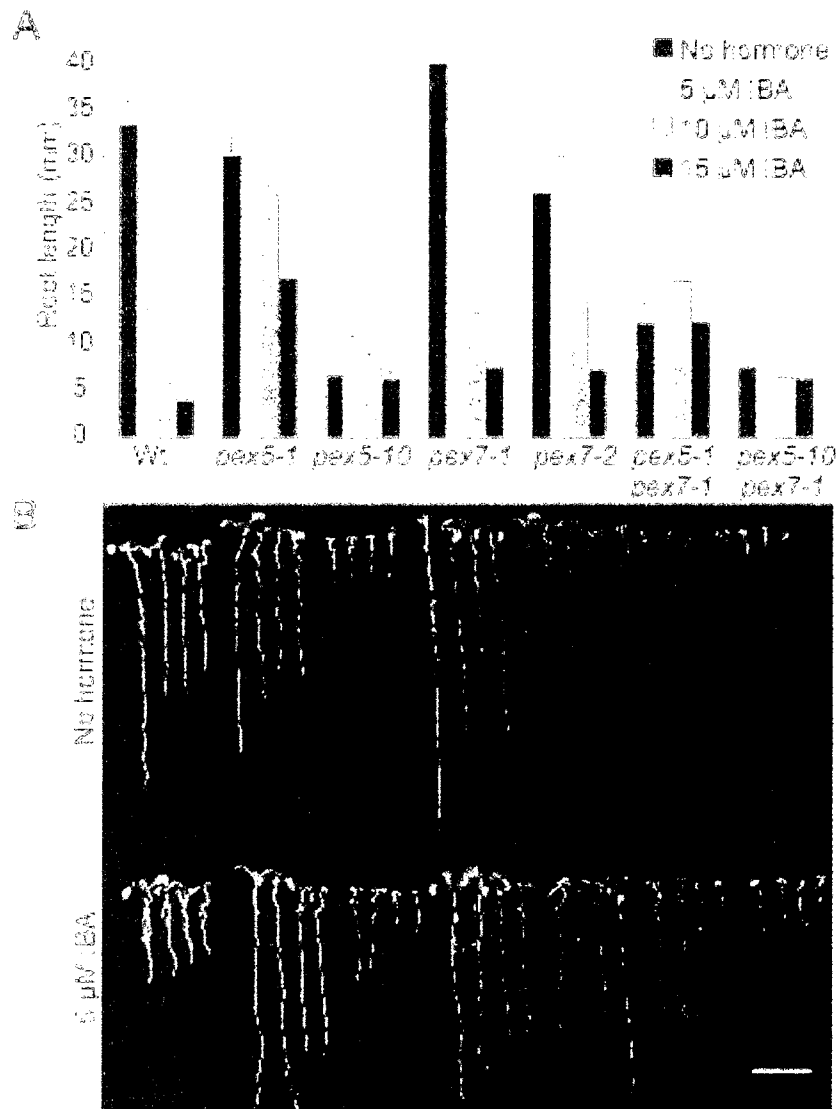 A
No hormone
5 µM IBA
10 µM IBA
15 µM IBA
Root length (mm)
40
35
30
25
20
15
10
5
0
Wt
pex5-1
pex5-10
pex7-1
pex7-2
pex5-1
pex7-1
pex5-10
pex7-1
B
No hormone
5 µM IBA